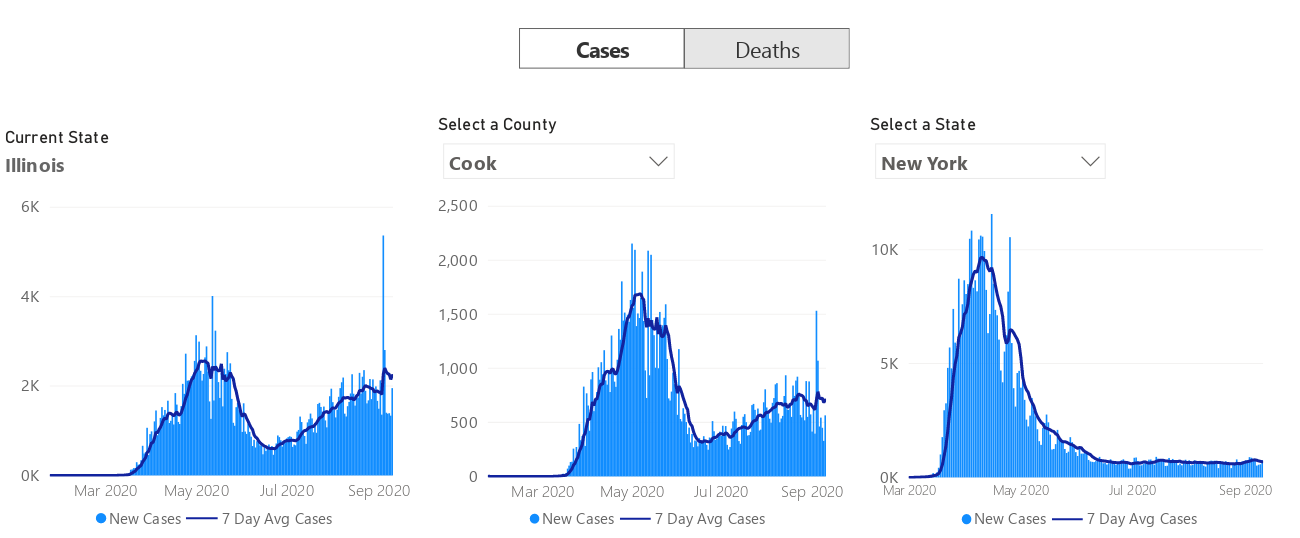 Cases Deaths
Current State
Illinois
6K
4K
2K
0K
Mar 2020 May 2020 Jul 2020 Sep 2020
New Cases 7 Day Avg Cases
Select a County
Cook
2,500
2,000
1,500
1,000
500
0
Mar 2020 May 2020 Jul 2020 Sep 2020
New Cases 7 Day Avg Cases
Select a State
New York
10K
5K
0K
Mar 2020 May 2020 Jul 2020 Sep 2020
New Cases 7 Day Avg Cases